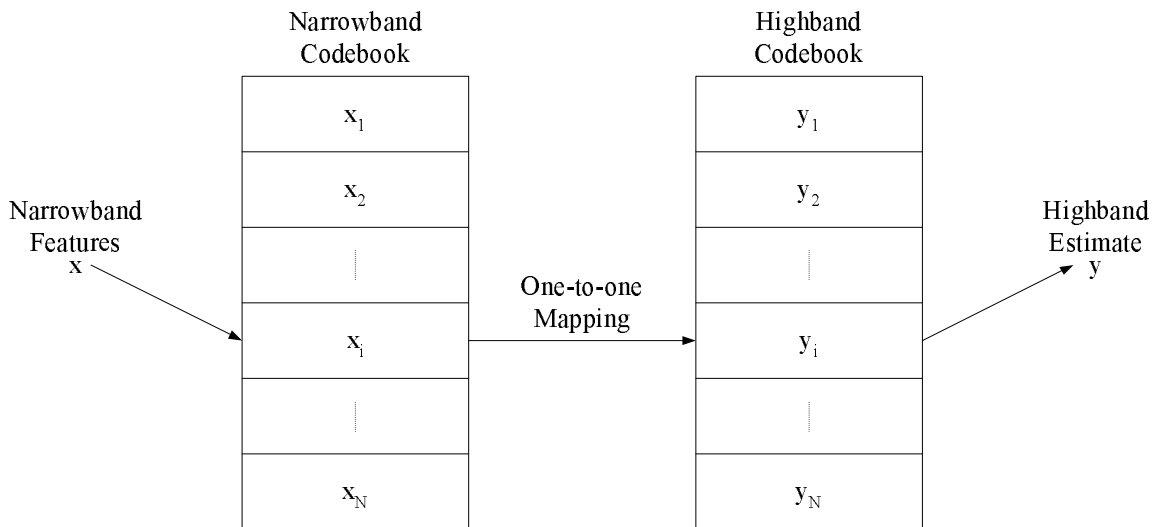 Narrowband
Codebook
Highband
Codebook
x1
y1
x2
y2
Narrowband
Features
x
Highband
Estimate
y
One-to-one
Mapping
xi
yi
xN
yN